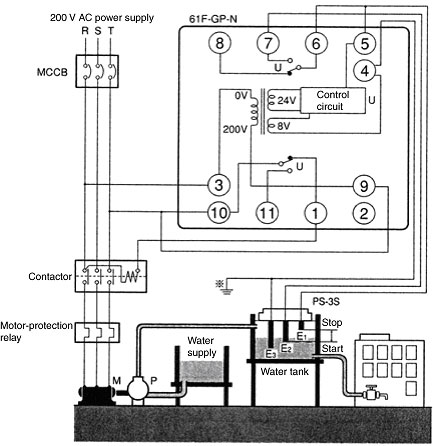 200 V AC power supply
R S T
61F-GP-N
8 7 6 5
MCCB
U
4
0V
24V
Control
circuit
U
200V
8V
3
U
9
10 11 1 2
Contactor
※
PS-3S
Motor-protection
relay
Water
supply
Stop
E1
Start
E2
E3
M P
Water tank